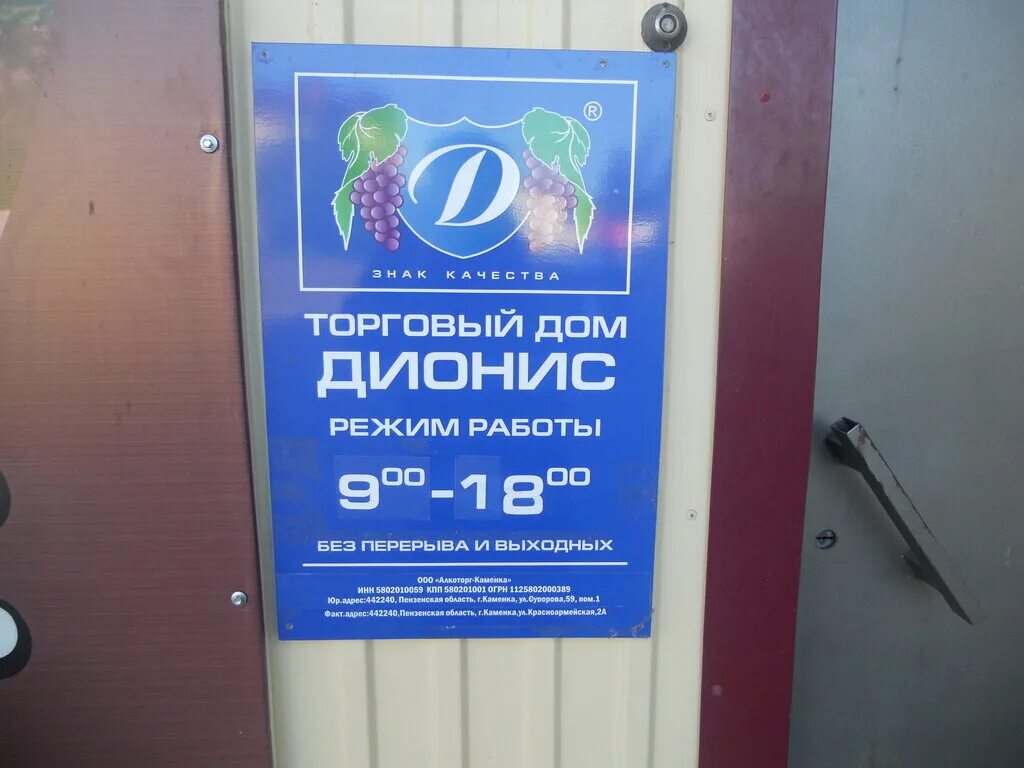 Д ®
ЗНАК КАЧЕСТВА
ТОРГОВЫЙ ДОМ
ДИОНИС
РЕЖИМ РАБОТЫ
9⁰⁰-18⁰⁰
БЕЗ ПЕРЕРЫВА И ВЫХОДНЫХ
ООО «Алкоторг-Каменка»
ИНН 5802010059 КПП 580201001 ОГРН 1125802000389
Юр.адрес:442240, Пензенская область, г.Каменка, ул.Суворова,59, пом.1
Факт.адрес:442240,Пензенская область, г.Каменка,ул.Красноармейская,2А